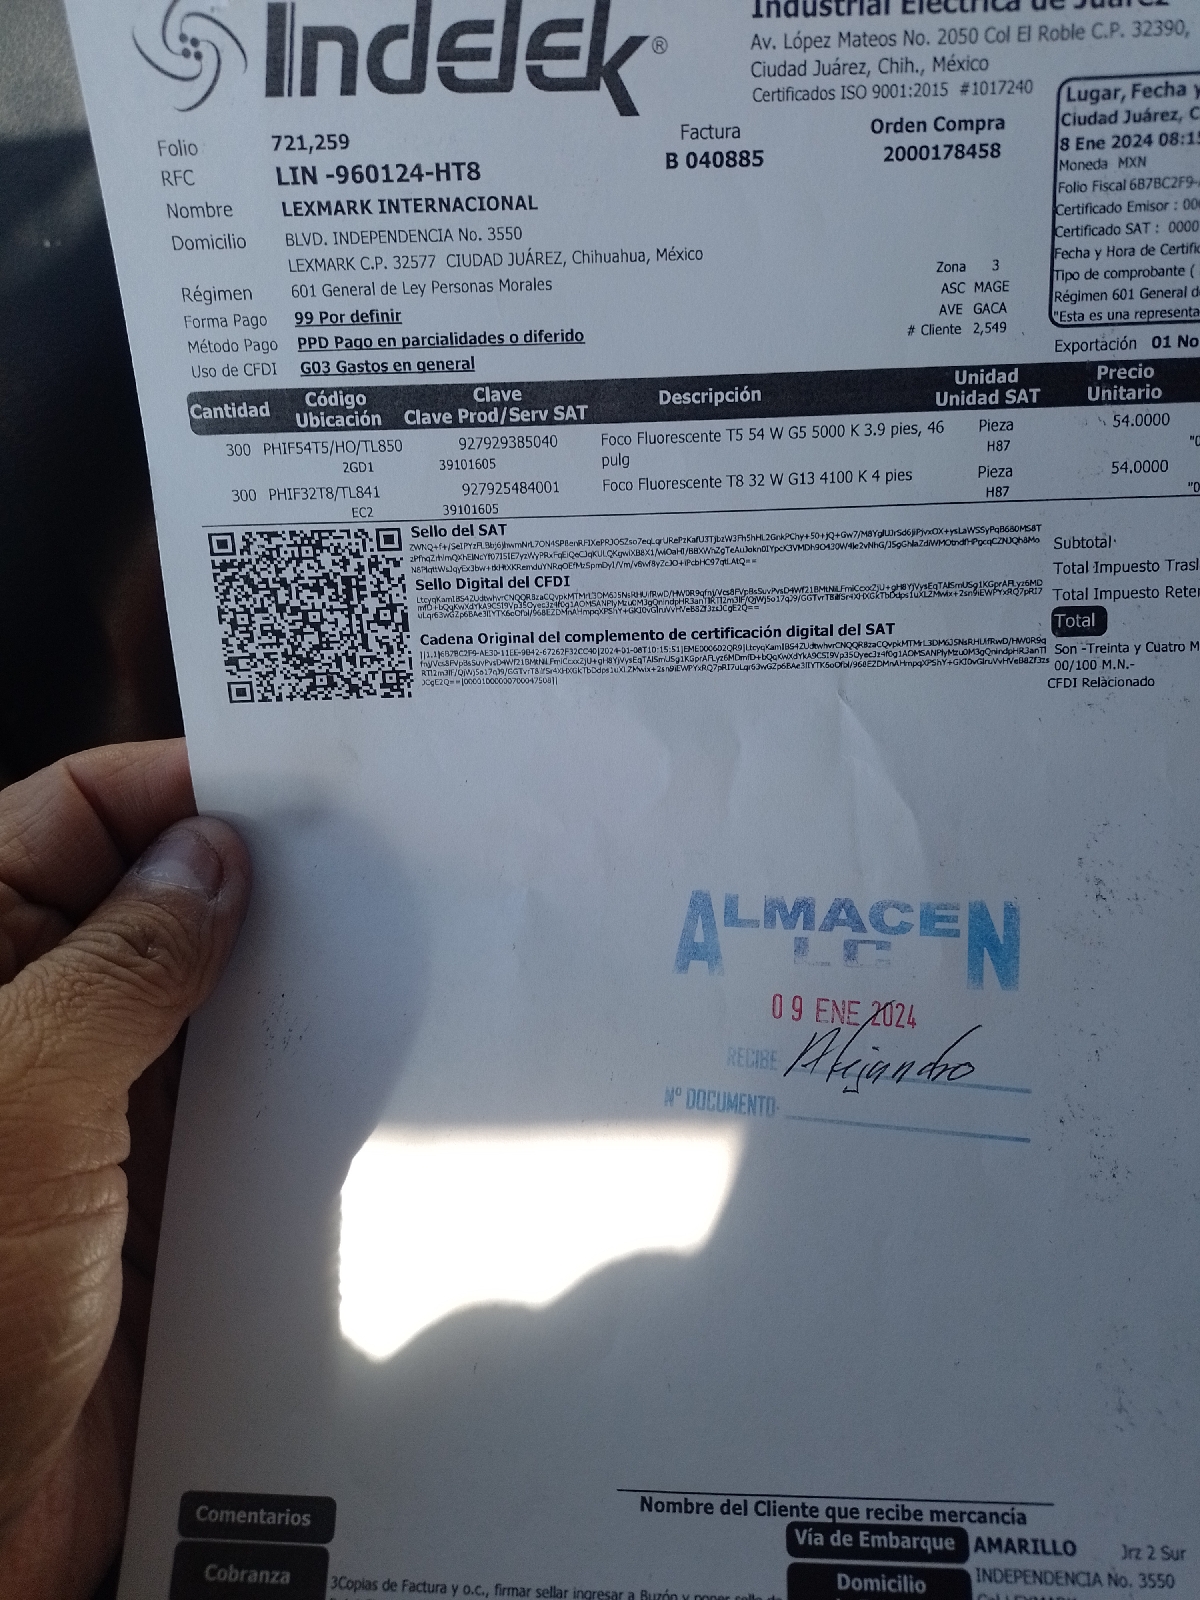 Indelek®
Industrial Eléctrica de Juárez
Av. López Mateos No. 2050 Col El Roble C.P. 32390,
Ciudad Juárez, Chih., México
Certificados ISO 9001:2015 #1017240
Lugar, Fecha y
Ciudad Juárez, C
8 Ene 2024 08:15
Moneda MXN
Folio Fiscal 6B7BC2F9-
Certificado Emisor : 00
Certificado SAT : 0000
Fecha y Hora de Certific
Tipo de comprobante (
Régimen 601 General de
"Esta es una representa
Exportación 01 No
Folio 721,259
RFC LIN -960124-HT8
Nombre LEXMARK INTERNACIONAL
Domicilio BLVD. INDEPENDENCIA No. 3550
LEXMARK C.P. 32577 CIUDAD JUÁREZ, Chihuahua, México
Régimen 601 General de Ley Personas Morales
Forma Pago 99 Por definir
Método Pago PPD Pago en parcialidades o diferido
Uso de CFDI G03 Gastos en general
Factura
B 040885
Orden Compra
2000178458
Zona 3
ASC MAGE
AVE GACA
# Cliente 2,549
Cantidad Código Ubicación Clave Clave Prod/Serv SAT Descripción Unidad Unidad SAT Precio Unitario
300 PHIF54T5/HO/TL850 927929385040 Foco Fluorescente T5 54 W G5 5000 K 3.9 pies, 46 Pieza 54.0000
2GD1 39101605 pulg H87
300 PHIF32T8/TL841 927925484001 Foco Fluorescente T8 32 W G13 4100 K 4 pies Pieza 54.0000
EC2 39101605 H87
Sello del SAT
Sello Digital del CFDI
Cadena Original del complemento de certificación digital del SAT
Subtotal
Total Impuesto Trasl
Total Impuesto Reter
Total
Son -Treinta y Cuatro M
00/100 M.N.-
CFDI Relacionado
ALMACEN
LC
09 ENE 2024
RECIBE Alejandro
Nº DOCUMENTO
Nombre del Cliente que recibe mercancía
Comentarios
Vía de Embarque AMARILLO Jrz 2 Sur
Cobranza
3Copias de Factura y o.c., firmar sellar ingresar a Buzón y poner sello de
Domicilio INDEPENDENCIA No. 3550